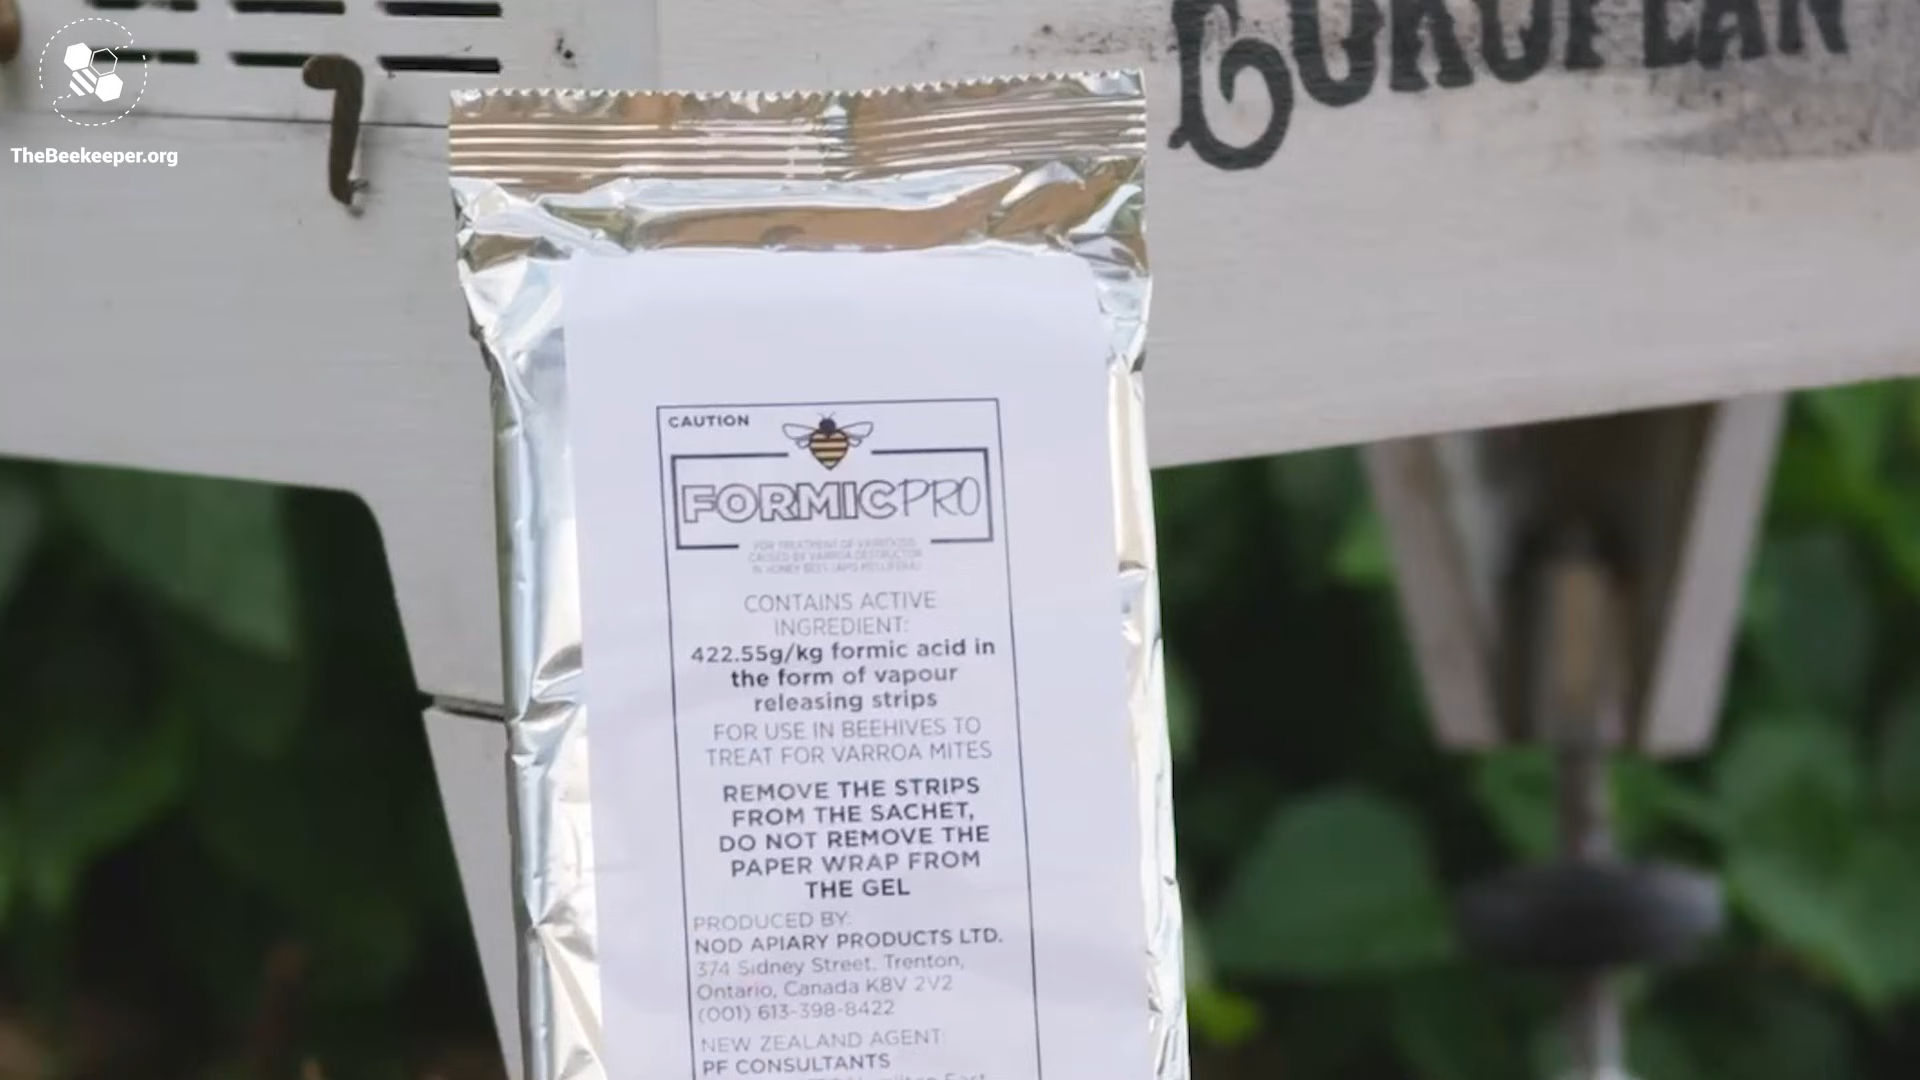 EUROPEAN
TheBeekeeper.org
CAUTION
FORMICPRO
FOR TREATMENT OF VARROOSIS
CAUSED BY VARROA DESTRUCTOR
IN HONEY BEES (APIS MELLIFERA)
CONTAINS ACTIVE
INGREDIENT:
422.55g/kg formic acid in
the form of vapour
releasing strips
FOR USE IN BEEHIVES TO
TREAT FOR VARROA MITES
REMOVE THE STRIPS
FROM THE SACHET,
DO NOT REMOVE THE
PAPER WRAP FROM
THE GEL
PRODUCED BY:
NOD APIARY PRODUCTS LTD.
374 Sidney Street. Trenton,
Ontario, Canada K8V 2V2
(001) 613-398-8422
NEW ZEALAND AGENT:
PF CONSULTANTS